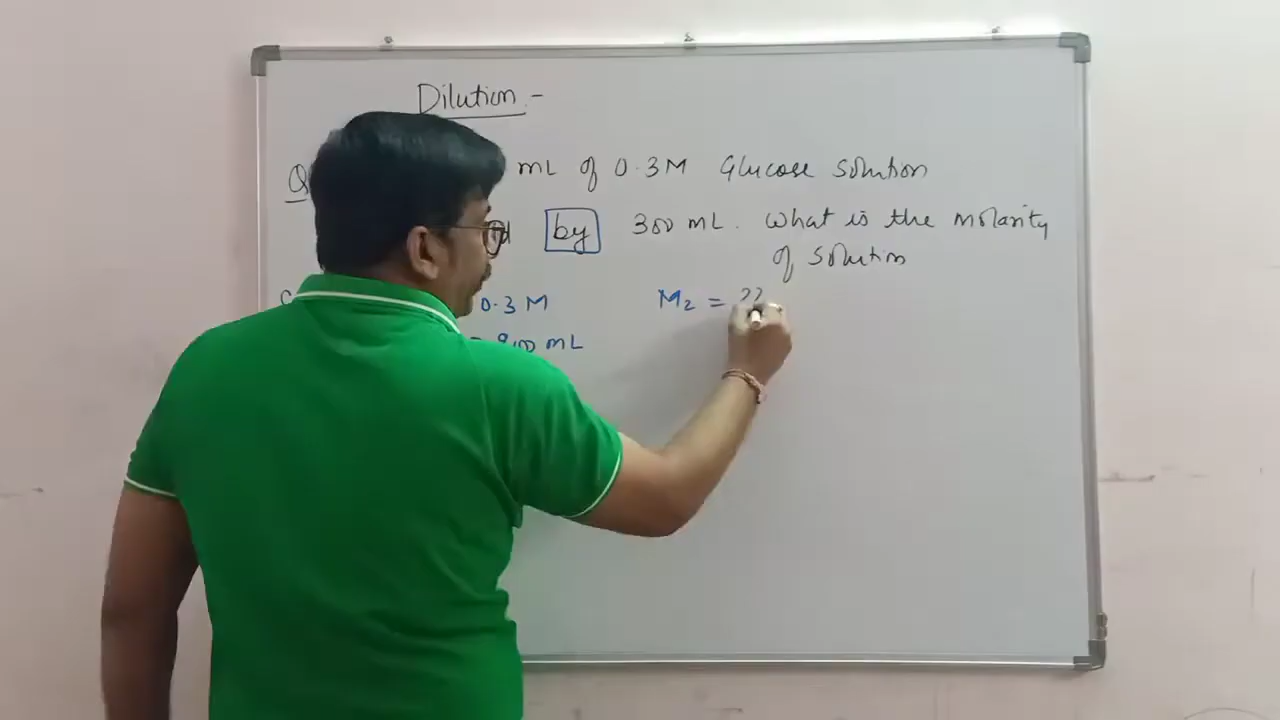 Dilution :-
Q mL of 0.3M Glucose solution
d by 300 mL. What is the molarity
of solution
0.3 M M₂ = ??
= 800 mL